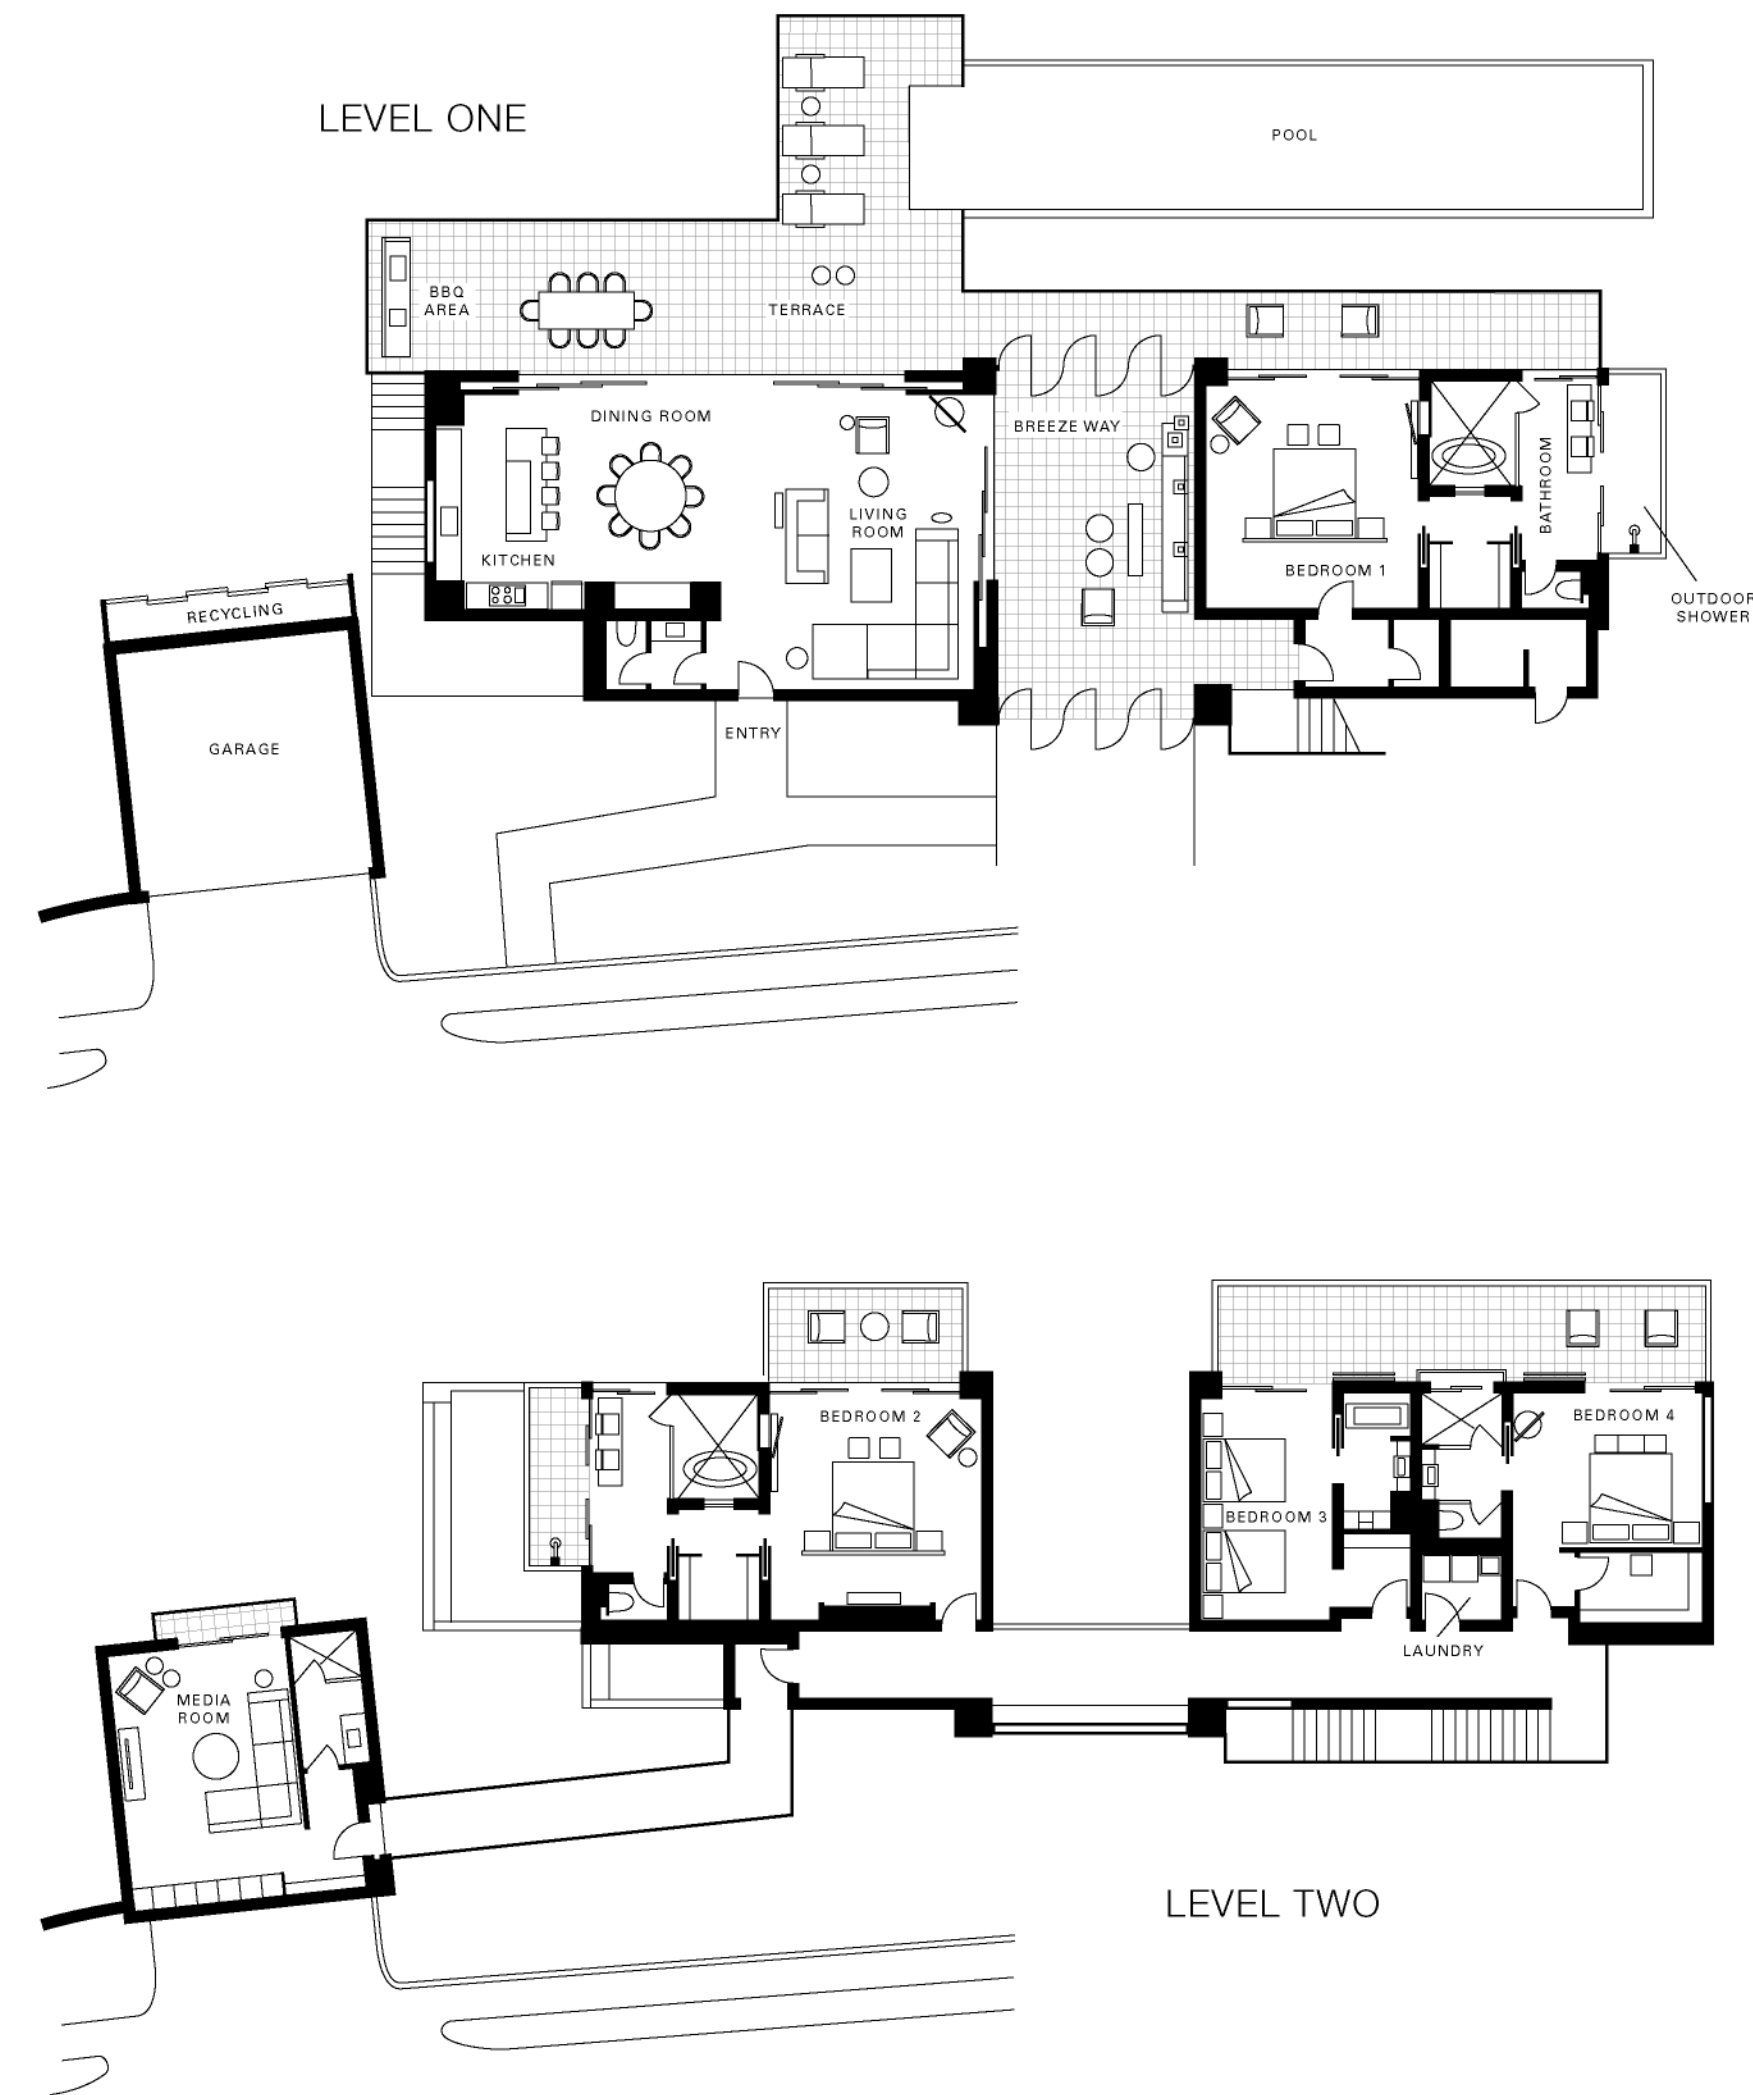 LEVEL ONE
POOL
BBQ
AREA
TERRACE
DINING ROOM
BREEZE WAY
LIVING
ROOM
BATHROOM
KITCHEN
BEDROOM 1
OUTDOOR
SHOWER
RECYCLING
GARAGE
ENTRY
BEDROOM 2
BEDROOM 4
BEDROOM 3
LAUNDRY
MEDIA
ROOM
LEVEL TWO